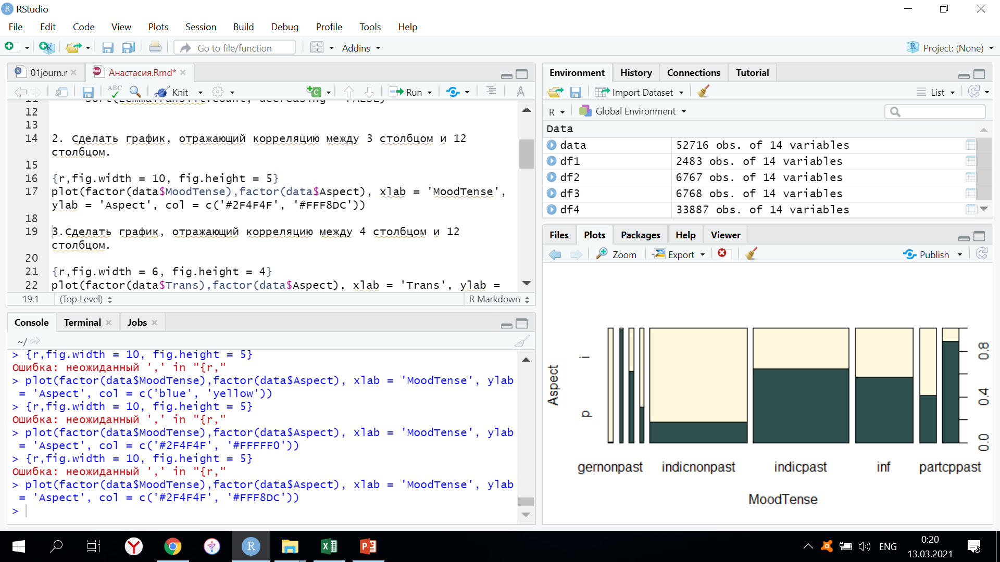 RStudio
File Edit Code View Plots Session Build Debug Profile Tools Help
Go to file/function Addins Project: (None)
01journ.r Анастасия.Rmd*
ABC Knit Run
12
13
14 2. Сделать график, отражающий корреляцию между 3 столбцом и 12
столбцом.
15
16 {r,fig.width = 10, fig.height = 5}
17 plot(factor(data$MoodTense),factor(data$Aspect), xlab = 'MoodTense',
ylab = 'Aspect', col = c('#2F4F4F', '#FFF8DC'))
18
19 3.Сделать график, отражающий корреляцию между 4 столбцом и 12
столбцом.
20
21 {r,fig.width = 6, fig.height = 4}
22 plot(factor(data$Trans),factor(data$Aspect), xlab = 'Trans', ylab =
19:1 (Top Level) R Markdown
Console Terminal Jobs
~/
> {r,fig.width = 10, fig.height = 5}
Ошибка: неожиданный ',' in "{r,"
> plot(factor(data$MoodTense),factor(data$Aspect), xlab = 'MoodTense', ylab
= 'Aspect', col = c('blue', 'yellow'))
> {r,fig.width = 10, fig.height = 5}
Ошибка: неожиданный ',' in "{r,"
> plot(factor(data$MoodTense),factor(data$Aspect), xlab = 'MoodTense', ylab
= 'Aspect', col = c('#2F4F4F', '#FFFFF0'))
> {r,fig.width = 10, fig.height = 5}
Ошибка: неожиданный ',' in "{r,"
> plot(factor(data$MoodTense),factor(data$Aspect), xlab = 'MoodTense', ylab
= 'Aspect', col = c('#2F4F4F', '#FFF8DC'))
>
Environment History Connections Tutorial
Import Dataset List
R Global Environment
Data
data 52716 obs. of 14 variables
df1 2483 obs. of 14 variables
df2 6767 obs. of 14 variables
df3 6768 obs. of 14 variables
df4 33887 obs. of 14 variables
Files Plots Packages Help Viewer
Zoom Export Publish
Aspect
i
p
0.8
0.4
0.0
gernonpast indicnonpast indicpast inf partcppast
MoodTense
ENG
0:20
13.03.2021